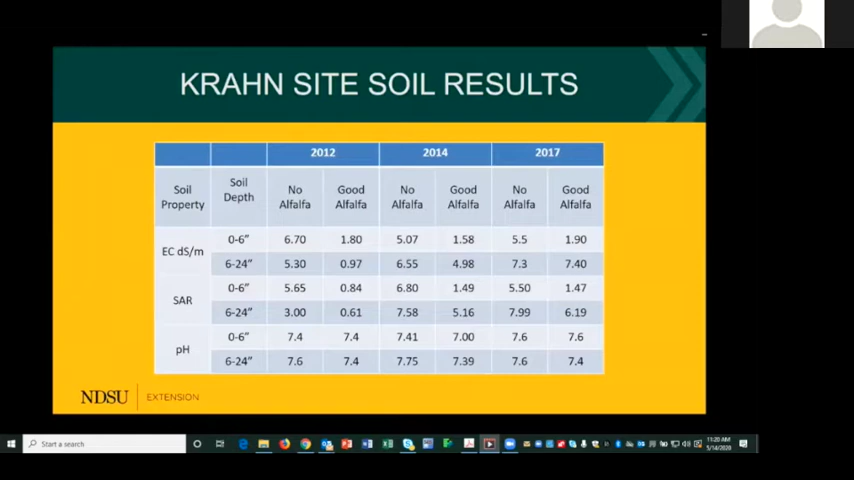 KRAHN SITE SOIL RESULTS
2012 2014 2017
Soil Property Soil Depth No Alfalfa Good Alfalfa No Alfalfa Good Alfalfa No Alfalfa Good Alfalfa
EC dS/m 0-6” 6.70 1.80 5.07 1.58 5.5 1.90
6-24” 5.30 0.97 6.55 4.98 7.3 7.40
SAR 0-6” 5.65 0.84 6.80 1.49 5.50 1.47
6-24” 3.00 0.61 7.58 5.16 7.99 6.19
pH 0-6” 7.4 7.4 7.41 7.00 7.6 7.6
6-24” 7.6 7.4 7.75 7.39 7.6 7.4
NDSU EXTENSION
Start a search
11:20 AM
5/14/2020